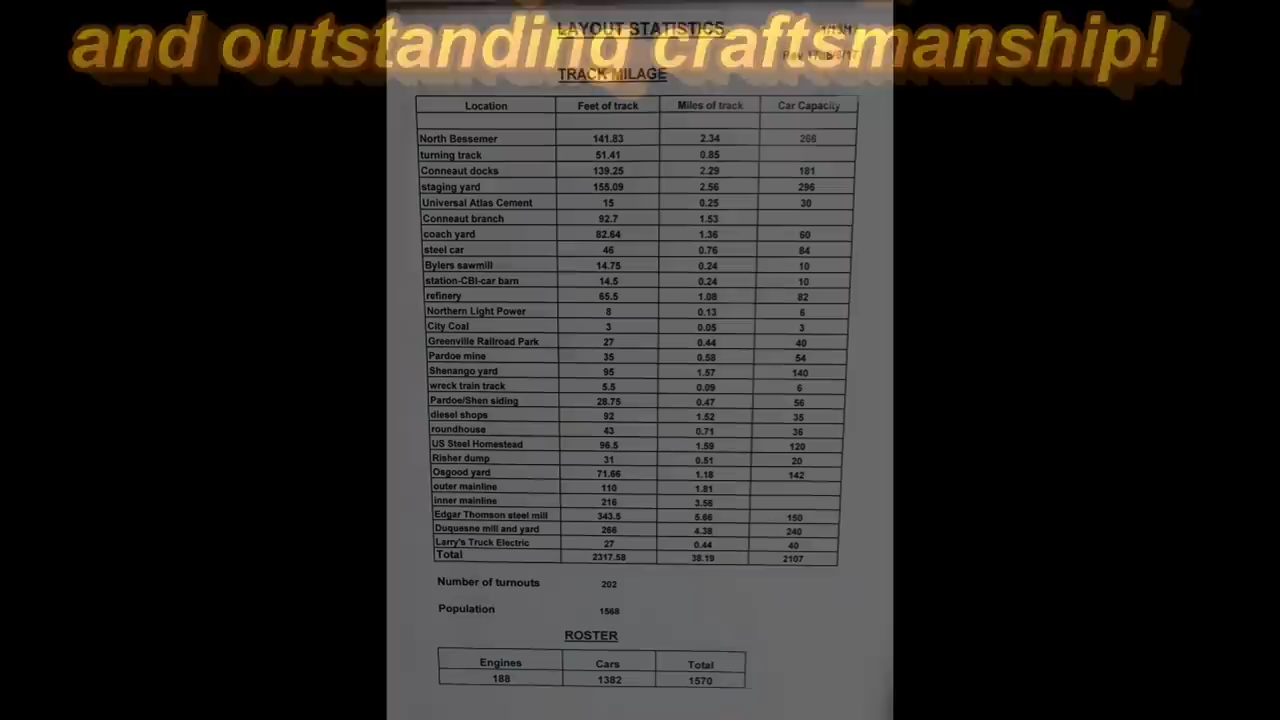 and outstanding craftsmanship!
LAYOUT STATISTICS
TRACK MILAGE
Location Feet of track Miles of track Car Capacity
North Bessemer 141.83 2.34 266
turning track 51.41 0.85
Conneaut docks 139.25 2.29 181
staging yard 155.09 2.56 296
Universal Atlas Cement 15 0.25 30
Conneaut branch 92.7 1.53
coach yard 82.64 1.36 60
steel car 46 0.76 84
Bylers sawmill 14.75 0.24 10
station-CBI-car barn 14.5 0.24 10
refinery 65.5 1.08 82
Northern Light Power 8 0.13 6
City Coal 3 0.05 3
Greenville Railroad Park 27 0.44 40
Pardoe mine 35 0.58 54
Shenango yard 95 1.57 140
wreck train track 5.5 0.09 6
Pardoe/Shen siding 28.75 0.47 56
diesel shops 92 1.52 35
roundhouse 43 0.71 36
US Steel Homestead 96.5 1.59 120
Risher dump 31 0.51 20
Osgood yard 71.66 1.18 142
outer mainline 110 1.81
inner mainline 216 3.56
Edgar Thomson steel mill 343.5 5.66 150
Duquesne mill and yard 266 4.38 240
Larry's Truck Electric 27 0.44 40
Total 2317.58 38.19 2107
Number of turnouts 202
Population 1568
ROSTER
Engines Cars Total
188 1382 1570